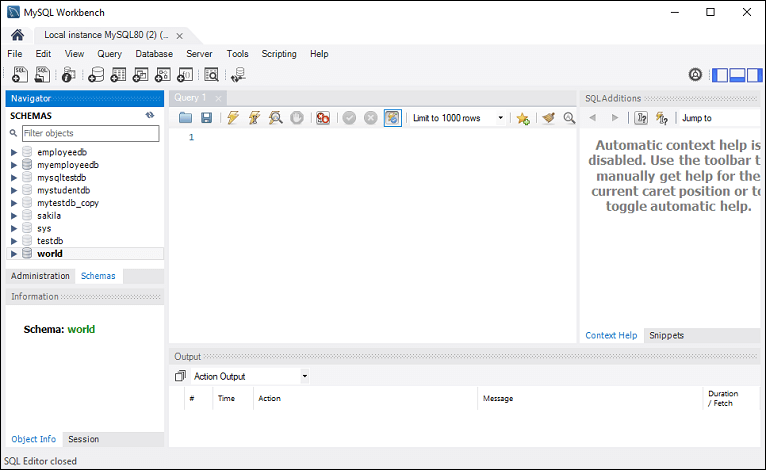 MySQL Workbench
Local instance MySQL80 (2) (...
File Edit View Query Database Server Tools Scripting Help
Navigator
SCHEMAS
Filter objects
employeedb
myemployeedb
mysqltestdb
mystudentdb
mytestdb_copy
sakila
sys
testdb
world
Administration Schemas
Information
Schema: world
Object Info Session
Query 1
Limit to 1000 rows
1
SQLAdditions
Jump to
Automatic context help is
disabled. Use the toolbar t
manually get help for the
current caret position or to
toggle automatic help.
Context Help Snippets
Output
Action Output
# Time Action Message Duration / Fetch
SQL Editor closed